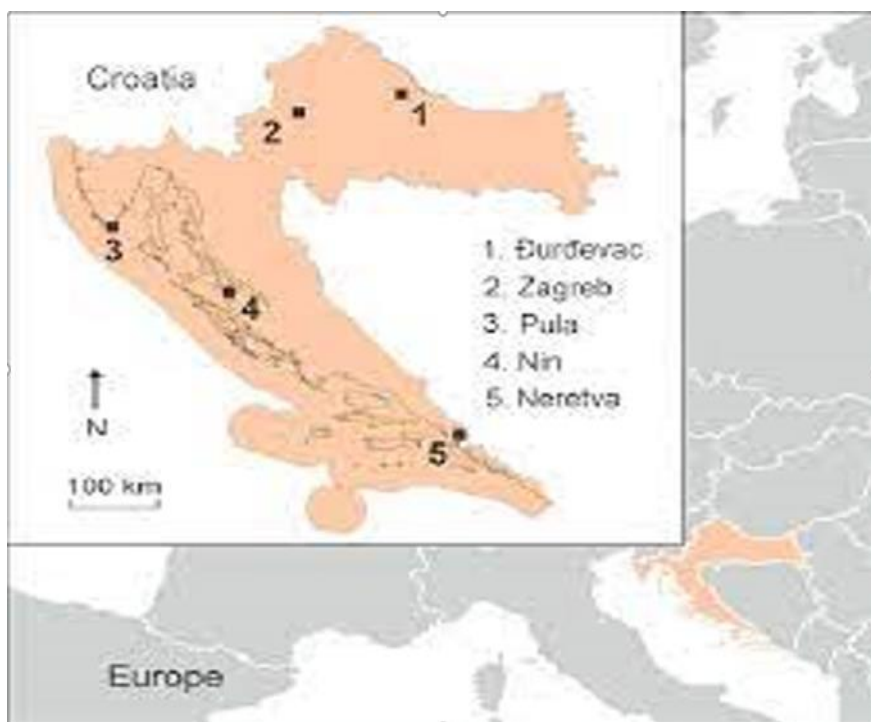 Croatia
1
2
3
4
5
1. Đurđevac
2. Zagreb
3. Pula
4. Nin
5. Neretva
N
100 km
Europe